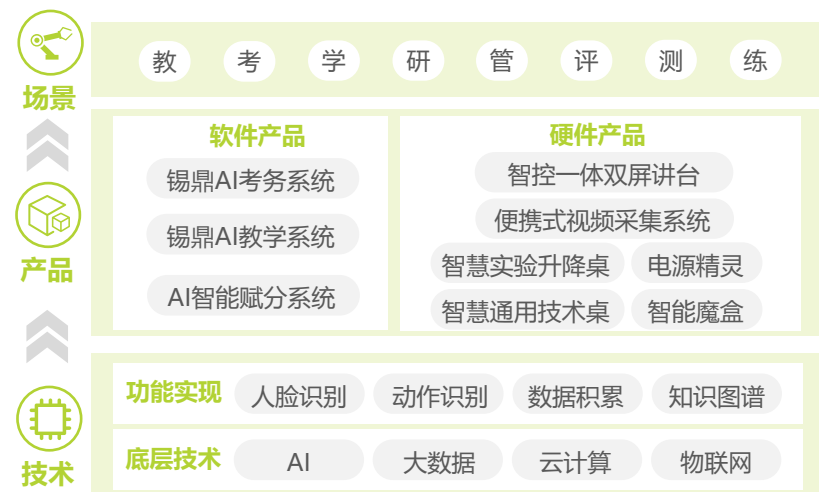 教 考 学 研 管 评 测 练
场景
软件产品
锡鼎AI考务系统
锡鼎AI教学系统
AI智能赋分系统
硬件产品
智控一体双屏讲台
便携式视频采集系统
智慧实验升降桌 电源精灵
智慧通用技术桌 智能魔盒
产品
功能实现 人脸识别 动作识别 数据积累 知识图谱
底层技术 AI 大数据 云计算 物联网
技术